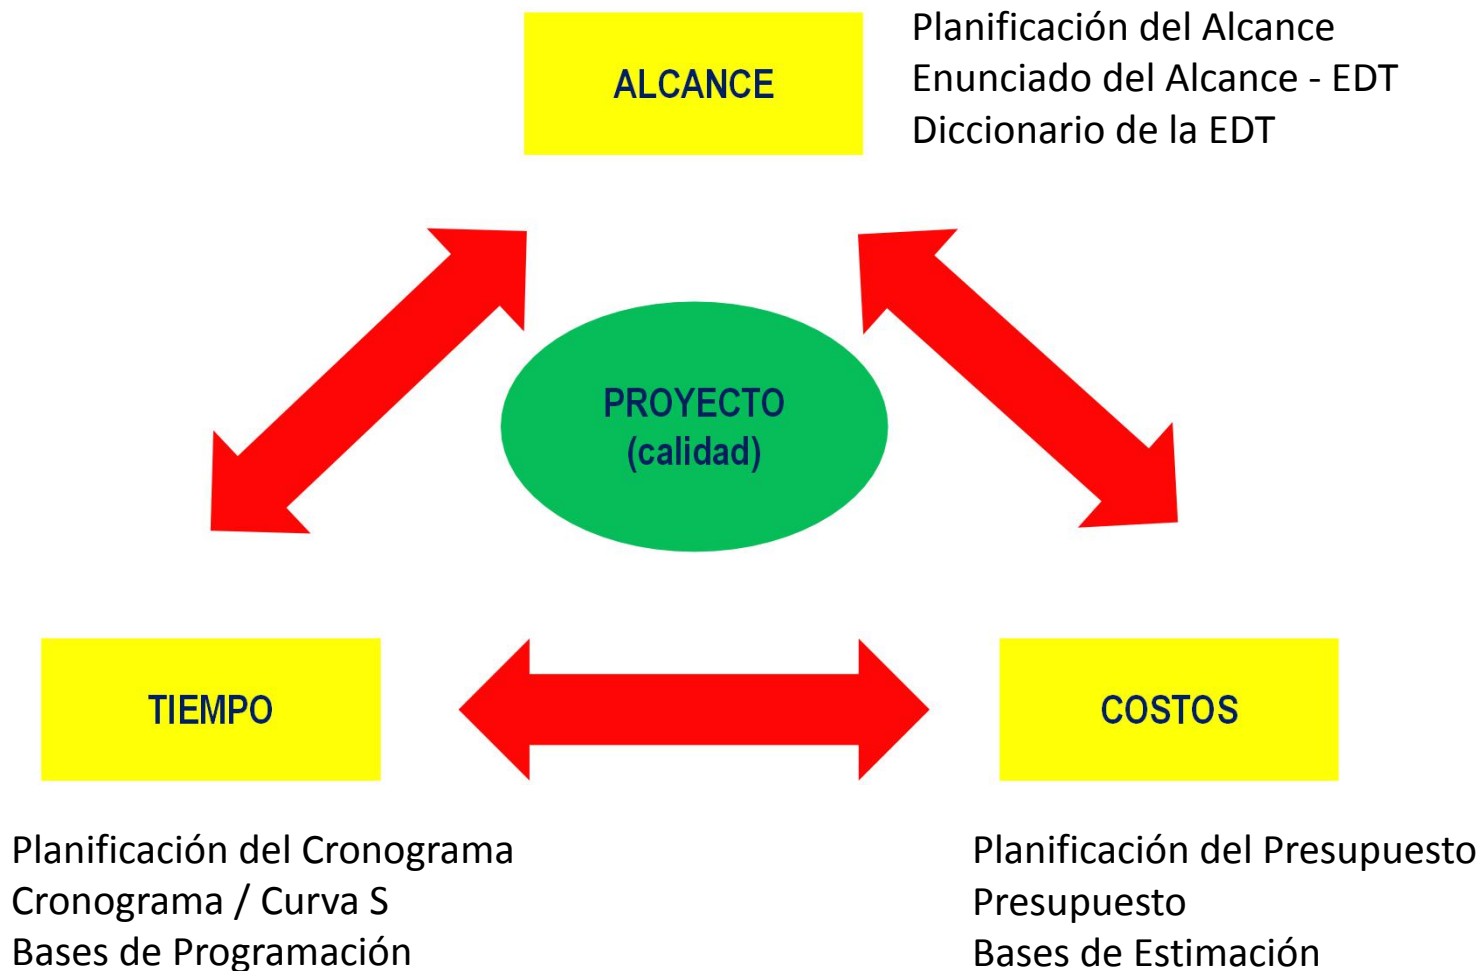 ALCANCE
Planificación del Alcance
Enunciado del Alcance - EDT
Diccionario de la EDT
PROYECTO
(calidad)
TIEMPO
COSTOS
Planificación del Cronograma
Cronograma / Curva S
Bases de Programación
Planificación del Presupuesto
Presupuesto
Bases de Estimación